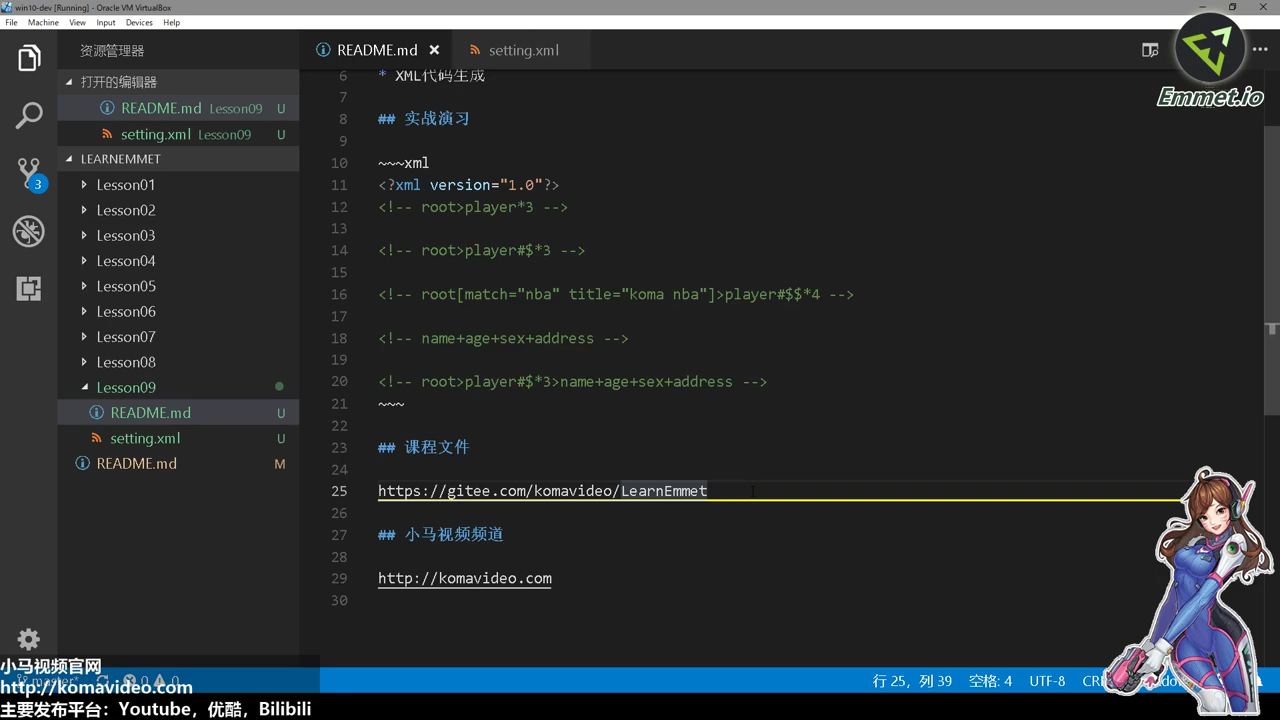 win10-dev [Running] - Oracle VM VirtualBox
File Machine View Input Devices Help
资源管理器
打开的编辑器
README.md Lesson09 U
setting.xml Lesson09 U
LEARNEMMET
Lesson01
Lesson02
Lesson03
Lesson04
Lesson05
Lesson06
Lesson07
Lesson08
Lesson09
README.md U
setting.xml U
README.md M
3
README.md setting.xml
Emmet.io
6 * XML代码生成
7
8 ## 实战演习
9
10 ~~~xml
11 <?xml version="1.0"?>
12 <!-- root>player*3 -->
13
14 <!-- root>player#$*3 -->
15
16 <!-- root[match="nba" title="koma nba"]>player#$$*4 -->
17
18 <!-- name+age+sex+address -->
19
20 <!-- root>player#$*3>name+age+sex+address -->
21 ~~~
22
23 ## 课程文件
24
25 https://gitee.com/komavideo/LearnEmmet
26
27 ## 小马视频频道
28
29 http://komavideo.com
30
小马视频官网
http://komavideo.com
主要发布平台：Youtube，优酷，Bilibili
行 25，列 39 空格: 4 UTF-8